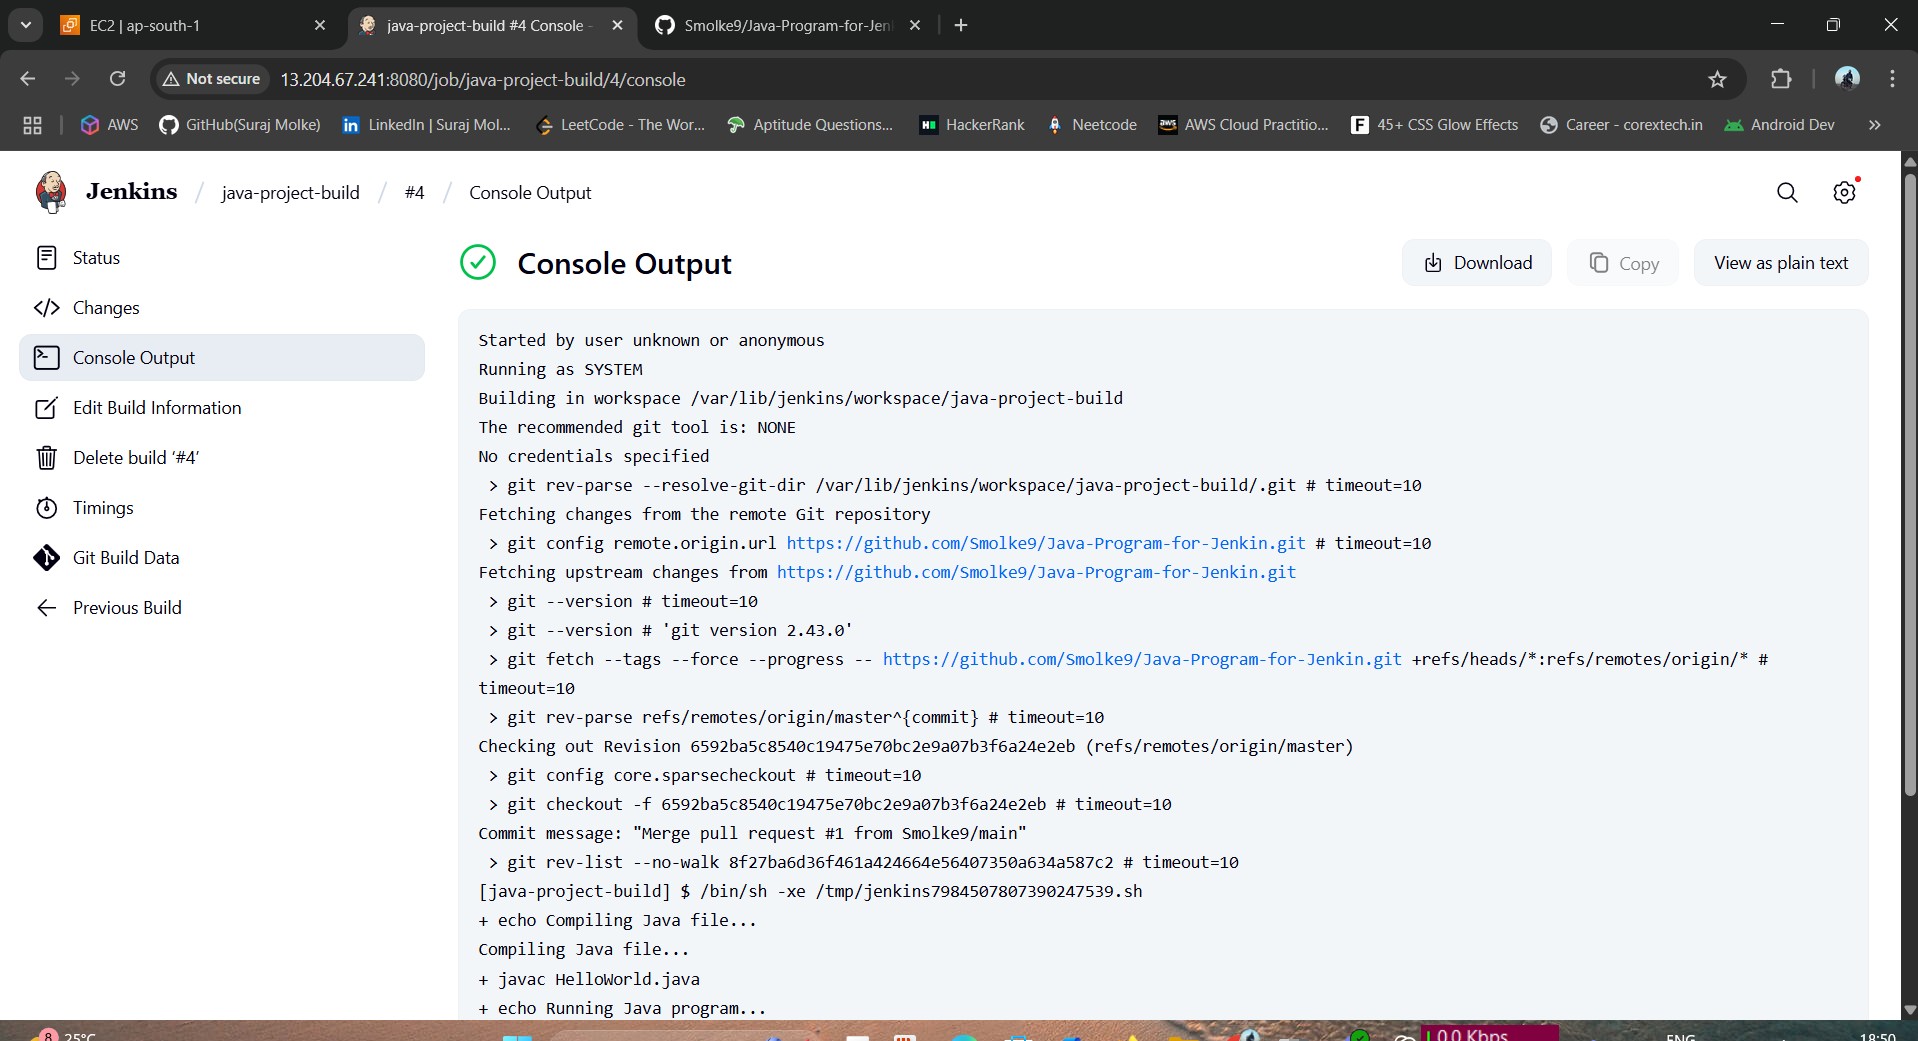 EC2 | ap-south-1
java-project-build #4 Console -
Smolke9/Java-Program-for-Jen
Not secure
13.204.67.241:8080/job/java-project-build/4/console
AWS
GitHub(Suraj Molke)
LinkedIn | Suraj Mol...
LeetCode - The Wor...
Aptitude Questions...
HackerRank
Neetcode
AWS Cloud Practitio...
45+ CSS Glow Effects
Career - corextech.in
Android Dev
Jenkins / java-project-build / #4 / Console Output
Status
Changes
Console Output
Edit Build Information
Delete build ‘#4’
Timings
Git Build Data
Previous Build
Console Output
Download
Copy
View as plain text
Started by user unknown or anonymous
Running as SYSTEM
Building in workspace /var/lib/jenkins/workspace/java-project-build
The recommended git tool is: NONE
No credentials specified
> git rev-parse --resolve-git-dir /var/lib/jenkins/workspace/java-project-build/.git # timeout=10
Fetching changes from the remote Git repository
> git config remote.origin.url https://github.com/Smolke9/Java-Program-for-Jenkin.git # timeout=10
Fetching upstream changes from https://github.com/Smolke9/Java-Program-for-Jenkin.git
> git --version # timeout=10
> git --version # 'git version 2.43.0'
> git fetch --tags --force --progress -- https://github.com/Smolke9/Java-Program-for-Jenkin.git +refs/heads/*:refs/remotes/origin/* #
timeout=10
> git rev-parse refs/remotes/origin/master^{commit} # timeout=10
Checking out Revision 6592ba5c8540c19475e70bc2e9a07b3f6a24e2eb (refs/remotes/origin/master)
> git config core.sparsecheckout # timeout=10
> git checkout -f 6592ba5c8540c19475e70bc2e9a07b3f6a24e2eb # timeout=10
Commit message: "Merge pull request #1 from Smolke9/main"
> git rev-list --no-walk 8f27ba6d36f461a424664e56407350a634a587c2 # timeout=10
[java-project-build] $ /bin/sh -xe /tmp/jenkins7984507807390247539.sh
+ echo Compiling Java file...
Compiling Java file...
+ javac HelloWorld.java
+ echo Running Java program...
8
25°C
0.0 Kbps
ENG
18:50